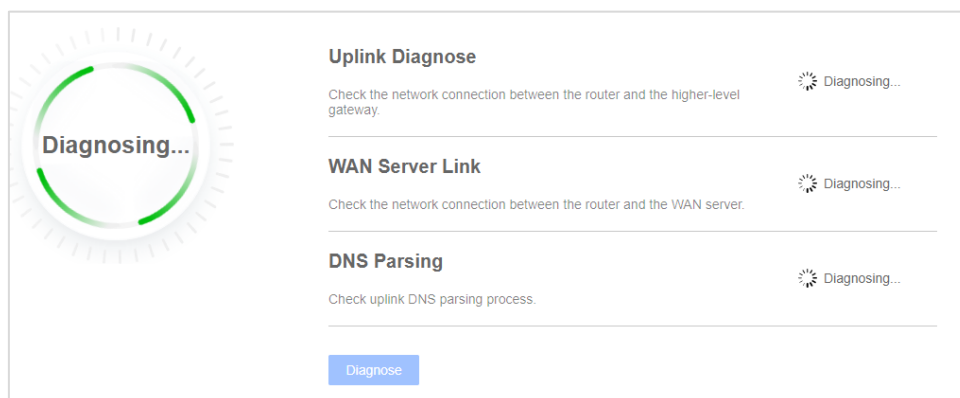 Diagnosing...
Uplink Diagnose
Check the network connection between the router and the higher-level
gateway.
Diagnosing...
WAN Server Link
Check the network connection between the router and the WAN server.
Diagnosing...
DNS Parsing
Check uplink DNS parsing process.
Diagnosing...
Diagnose